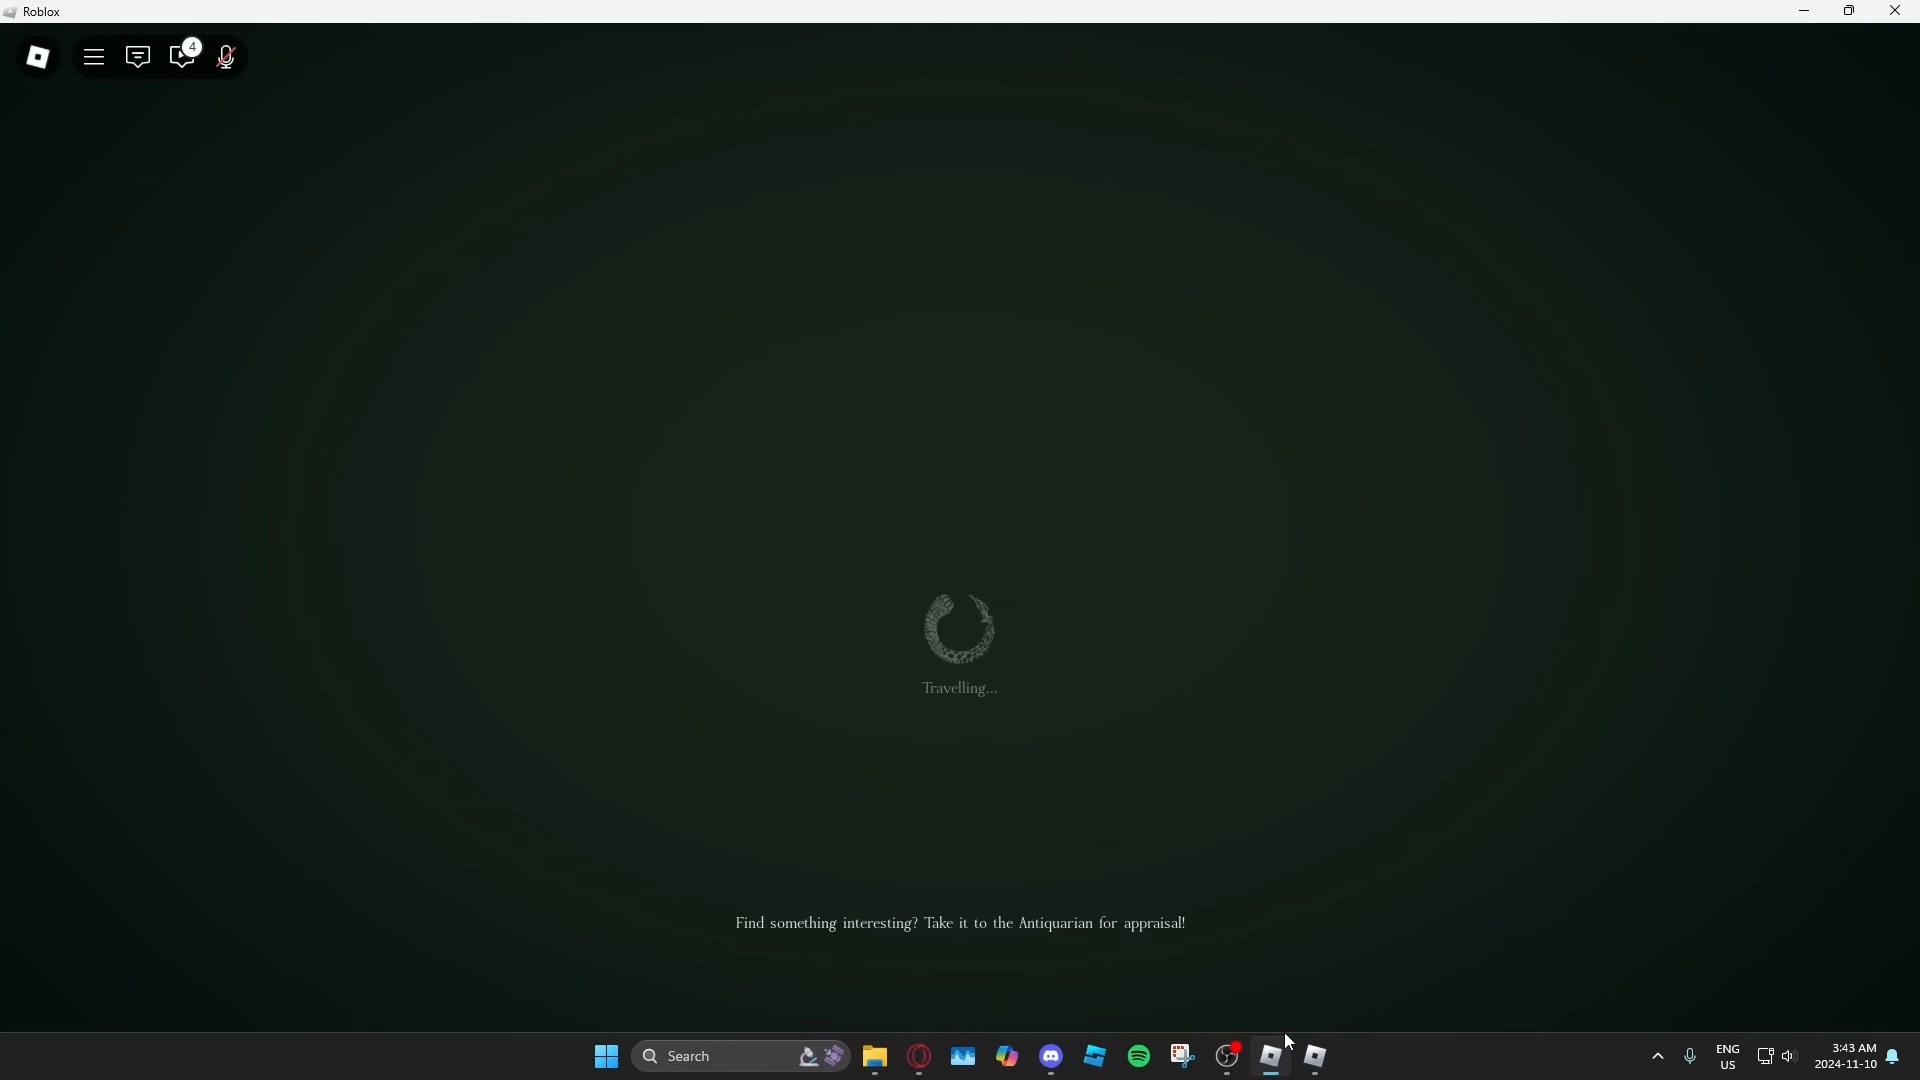 Roblox
4
Travelling...
Find something interesting? Take it to the Antiquarian for appraisal!
Search
ENG
US
3:43 AM
2024-11-10